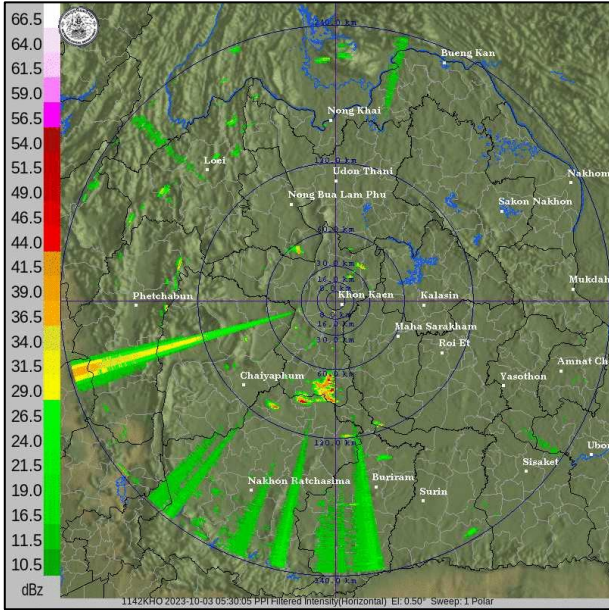 66.5
64.0
61.5
59.0
56.5
54.0
51.5
49.0
46.5
44.0
41.5
39.0
36.5
34.0
31.5
29.0
26.5
24.0
21.5
19.0
16.5
14.0
11.5
10.5
dBz
240.0 km
Bueng Kan
Nong Khai
Loei
Udon Thani
Nakhom
Nong Bua Lam Phu
Sakon Nakhon
Mukdah
Phetchabun
Khon Kaen
Kalasin
Maha Sarakham
Roi-Et
Amnat Ch
Chaiyaphum
Yasothon
120.0 km
Ubon
Sisaket
Nakhon Ratchasima
Buriram
Surin
1142KHO 2023-10-03 05:30:05 PPI Filtered Intensity(Horizontal) El: 0.50° Sweep: 1 Polar